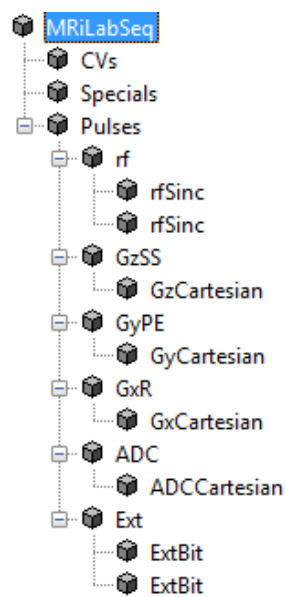 MRiLabSeq
CVs
Specials
Pulses
rf
rfSinc
rfSinc
GzSS
GzCartesian
GyPE
GyCartesian
GxR
GxCartesian
ADC
ADCCartesian
Ext
ExtBit
ExtBit